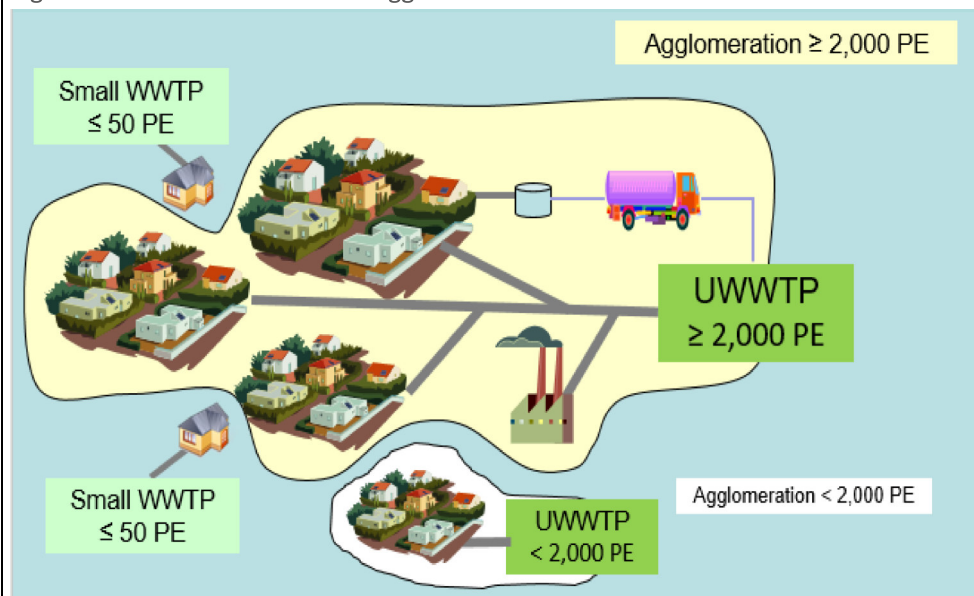 Agglomeration ≥ 2,000 PE
Small WWTP
≤ 50 PE
UWWTP
≥ 2,000 PE
Small WWTP
≤ 50 PE
Agglomeration < 2,000 PE
UWWTP
< 2,000 PE